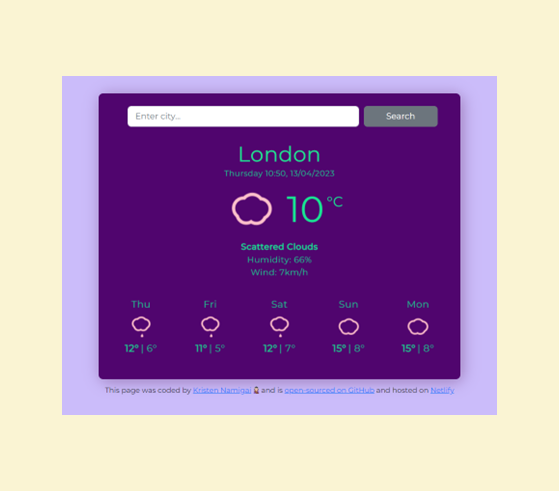 Enter city...
Search
London
Thursday 10:50, 13/04/2023
10 °C
Scattered Clouds
Humidity: 66%
Wind: 7km/h
Thu Fri Sat Sun Mon
12° | 6° 11° | 5° 12° | 7° 15° | 8° 15° | 8°
This page was coded by Kristen Namigai and is open-sourced on GitHub and hosted on Netlify